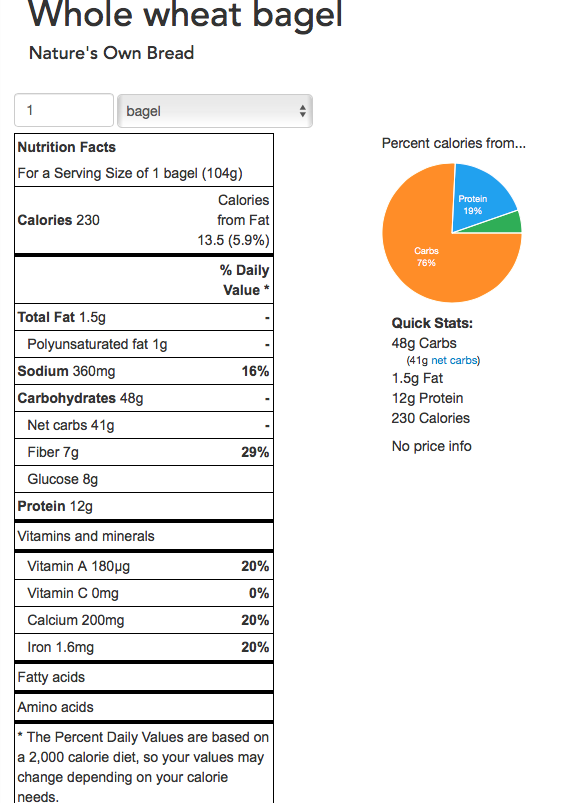 Whole wheat bagel
Nature's Own Bread
1
bagel
Nutrition Facts
For a Serving Size of 1 bagel (104g)
Calories 230
Calories
from Fat
13.5 (5.9%)
% Daily
Value *
Total Fat 1.5g -
Polyunsaturated fat 1g -
Sodium 360mg 16%
Carbohydrates 48g -
Net carbs 41g -
Fiber 7g 29%
Glucose 8g
Protein 12g
Vitamins and minerals
Vitamin A 180μg 20%
Vitamin C 0mg 0%
Calcium 200mg 20%
Iron 1.6mg 20%
Fatty acids
Amino acids
* The Percent Daily Values are based on
a 2,000 calorie diet, so your values may
change depending on your calorie
needs.
Percent calories from...
Protein
19%
Carbs
76%
Quick Stats:
48g Carbs
(41g net carbs)
1.5g Fat
12g Protein
230 Calories
No price info